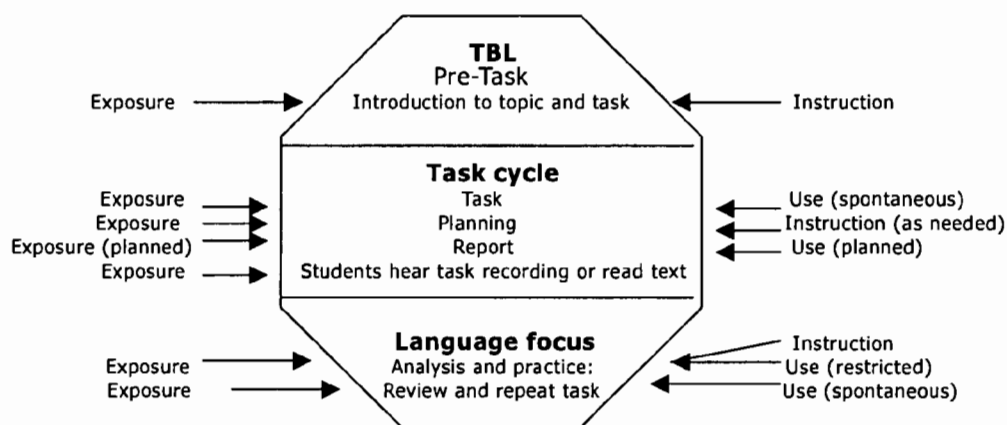 TBL
Pre-Task
Exposure Introduction to topic and task Instruction
Task cycle
Exposure Task Use (spontaneous)
Exposure Planning Instruction (as needed)
Exposure (planned) Report Use (planned)
Exposure Students hear task recording or read text
Language focus Instruction
Exposure Analysis and practice: Use (restricted)
Exposure Review and repeat task Use (spontaneous)